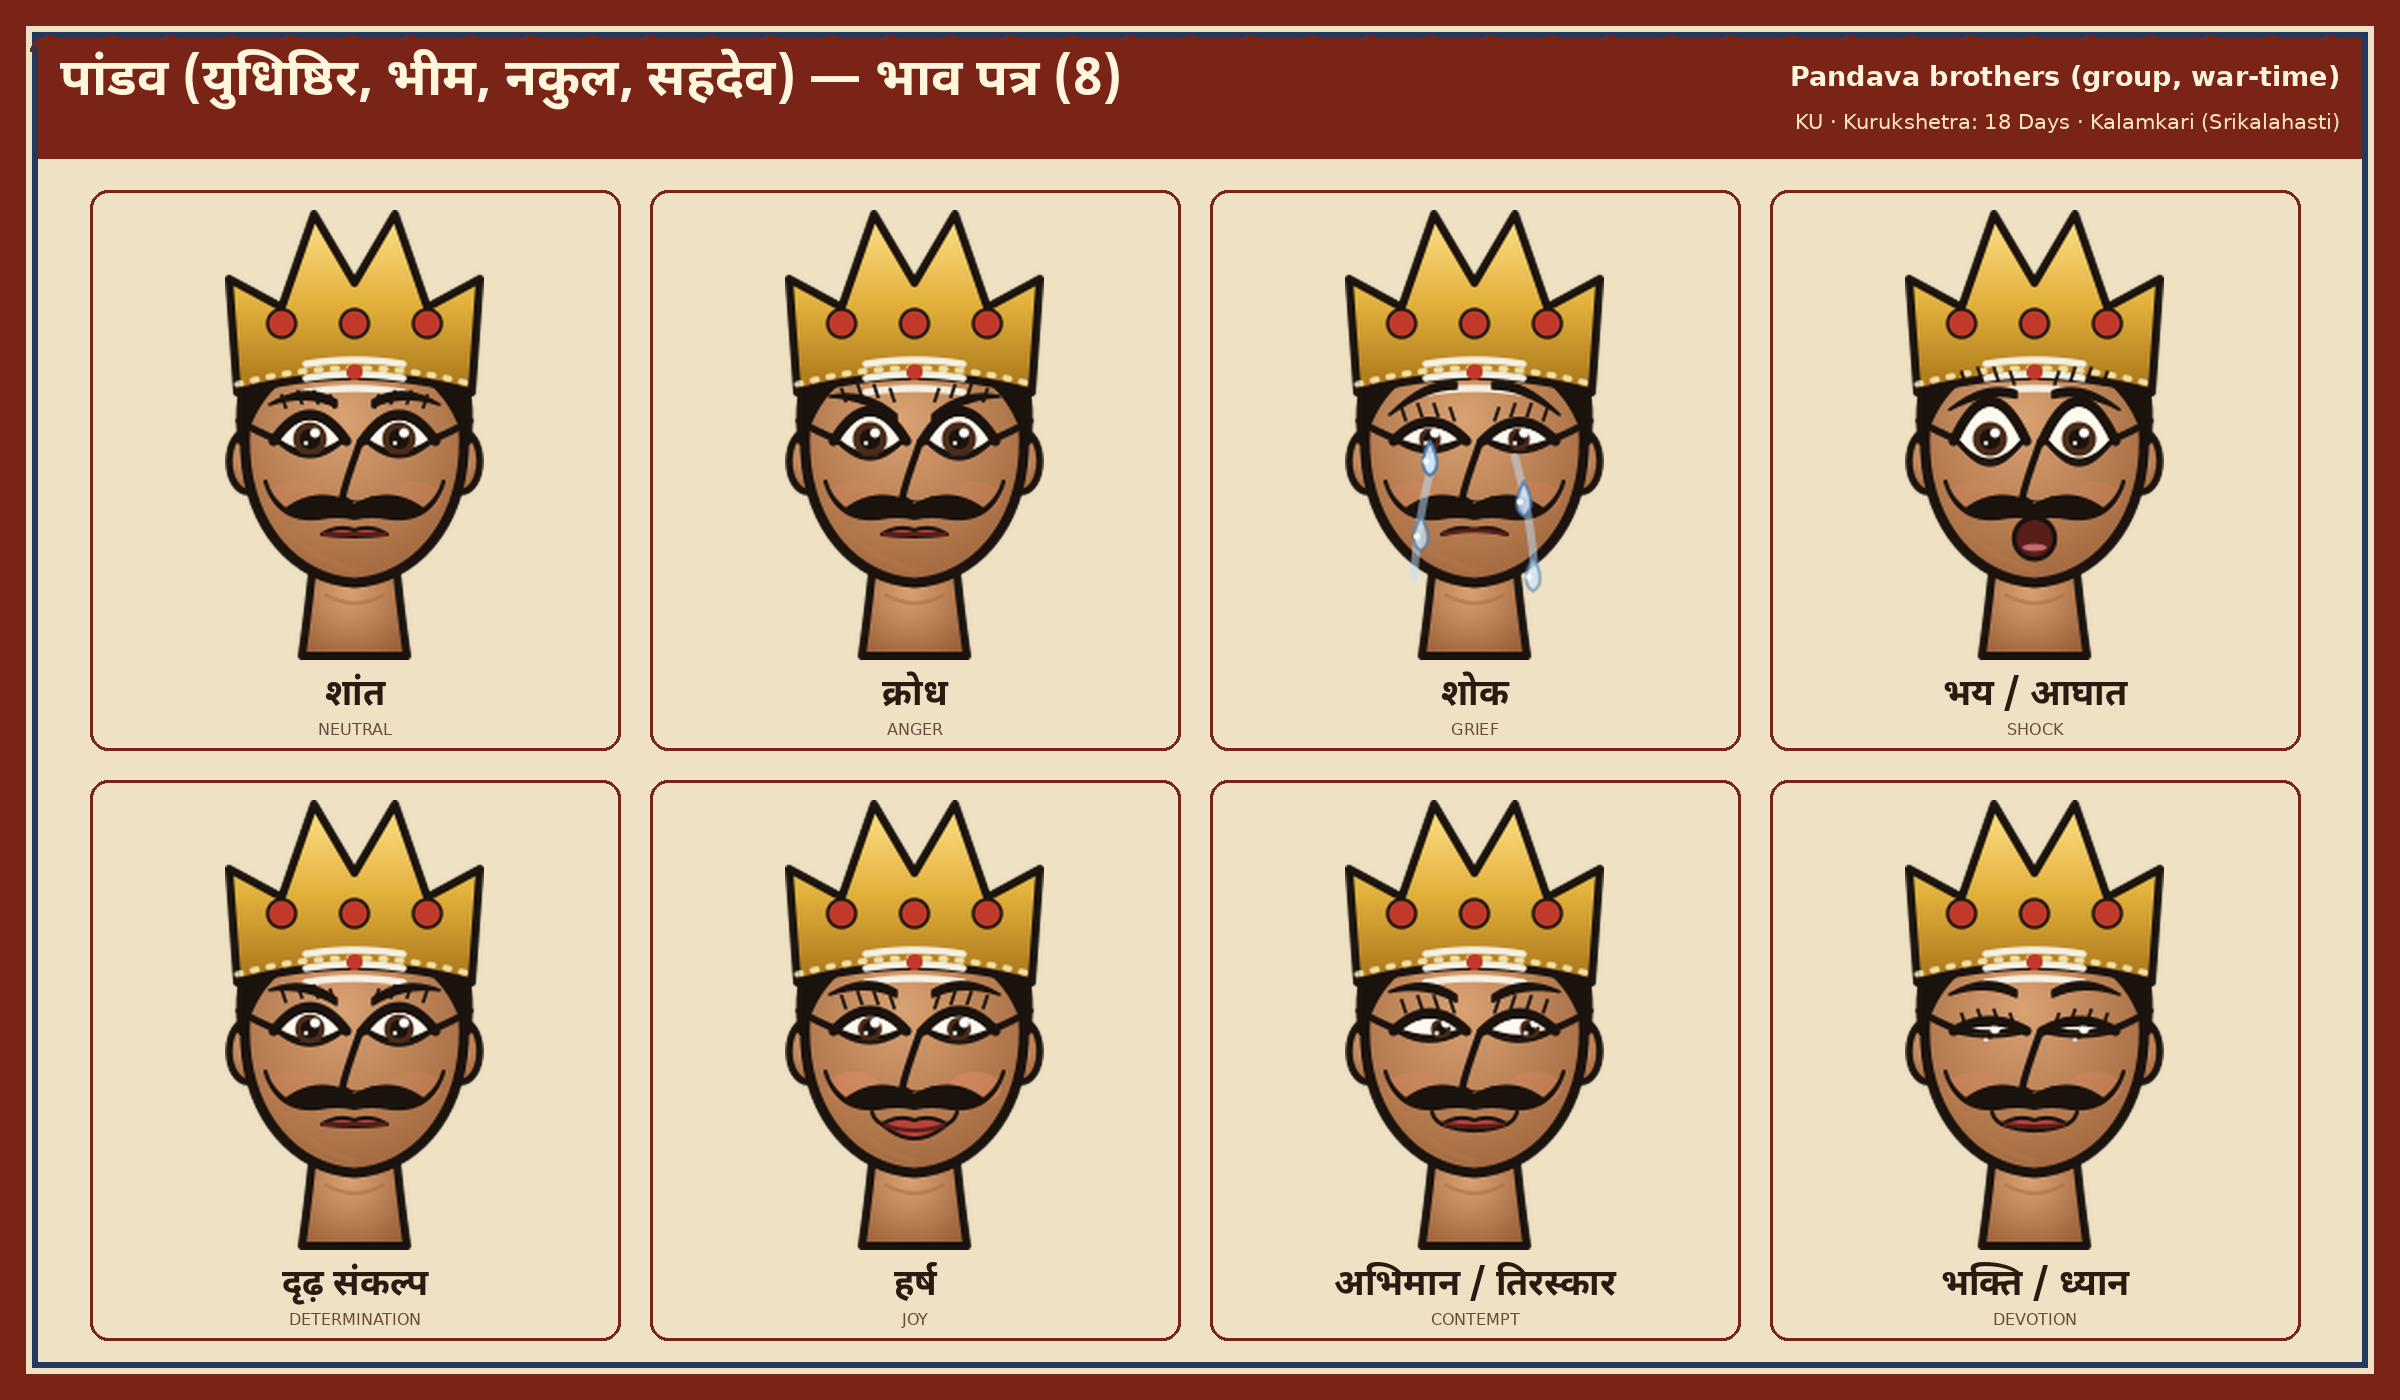 पांडव (युधिष्ठिर, भीम, नकुल, सहदेव) — भाव पत्र (8)
Pandava brothers (group, war-time)
KU · Kurukshetra: 18 Days · Kalamkari (Srikalahasti)
शांत
NEUTRAL
क्रोध
ANGER
शोक
GRIEF
भय / आघात
SHOCK
दृढ़ संकल्प
DETERMINATION
हर्ष
JOY
अभिमान / तिरस्कार
CONTEMPT
भक्ति / ध्यान
DEVOTION